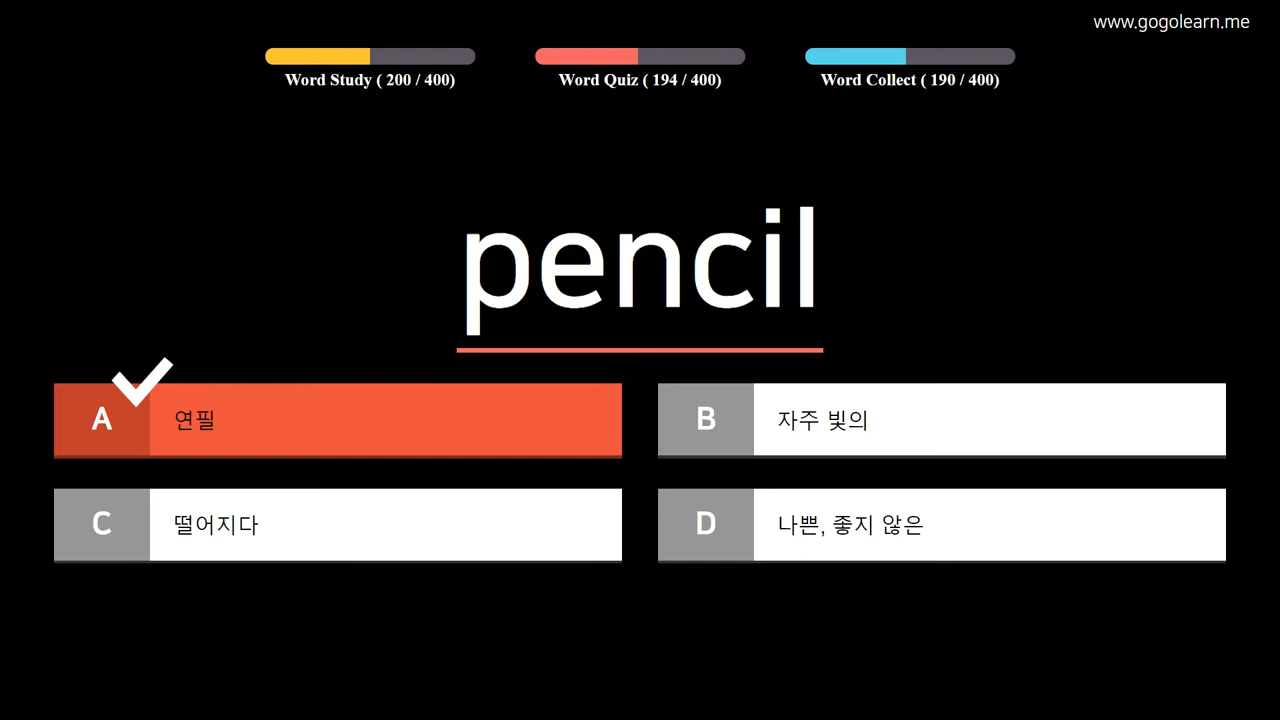 www.gogolearn.me
Word Study ( 200 / 400)
Word Quiz ( 194 / 400)
Word Collect ( 190 / 400)
pencil
A 연필
B 자주 빛의
C 떨어지다
D 나쁜, 좋지 않은